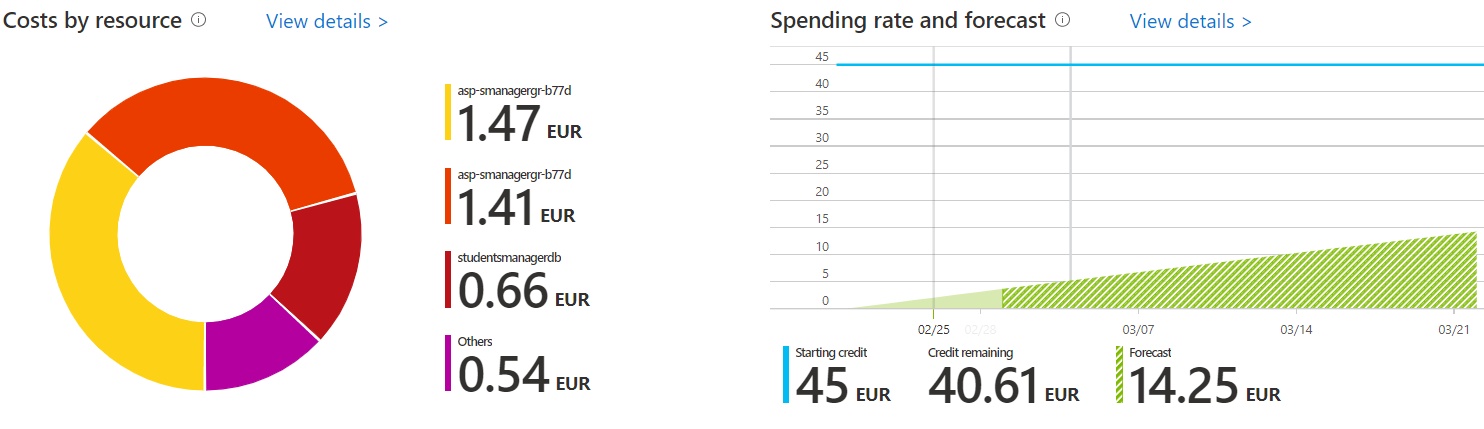 Costs by resource
View details >
asp-smanagergr-b77d
1.47 EUR
asp-smanagergr-b77d
1.41 EUR
studentsmanagerdb
0.66 EUR
Others
0.54 EUR
Spending rate and forecast
View details >
45
40
35
30
25
20
15
10
5
0
02/25 02/28 03/07 03/14 03/21
Starting credit Credit remaining Forecast
45 EUR 40.61 EUR 14.25 EUR